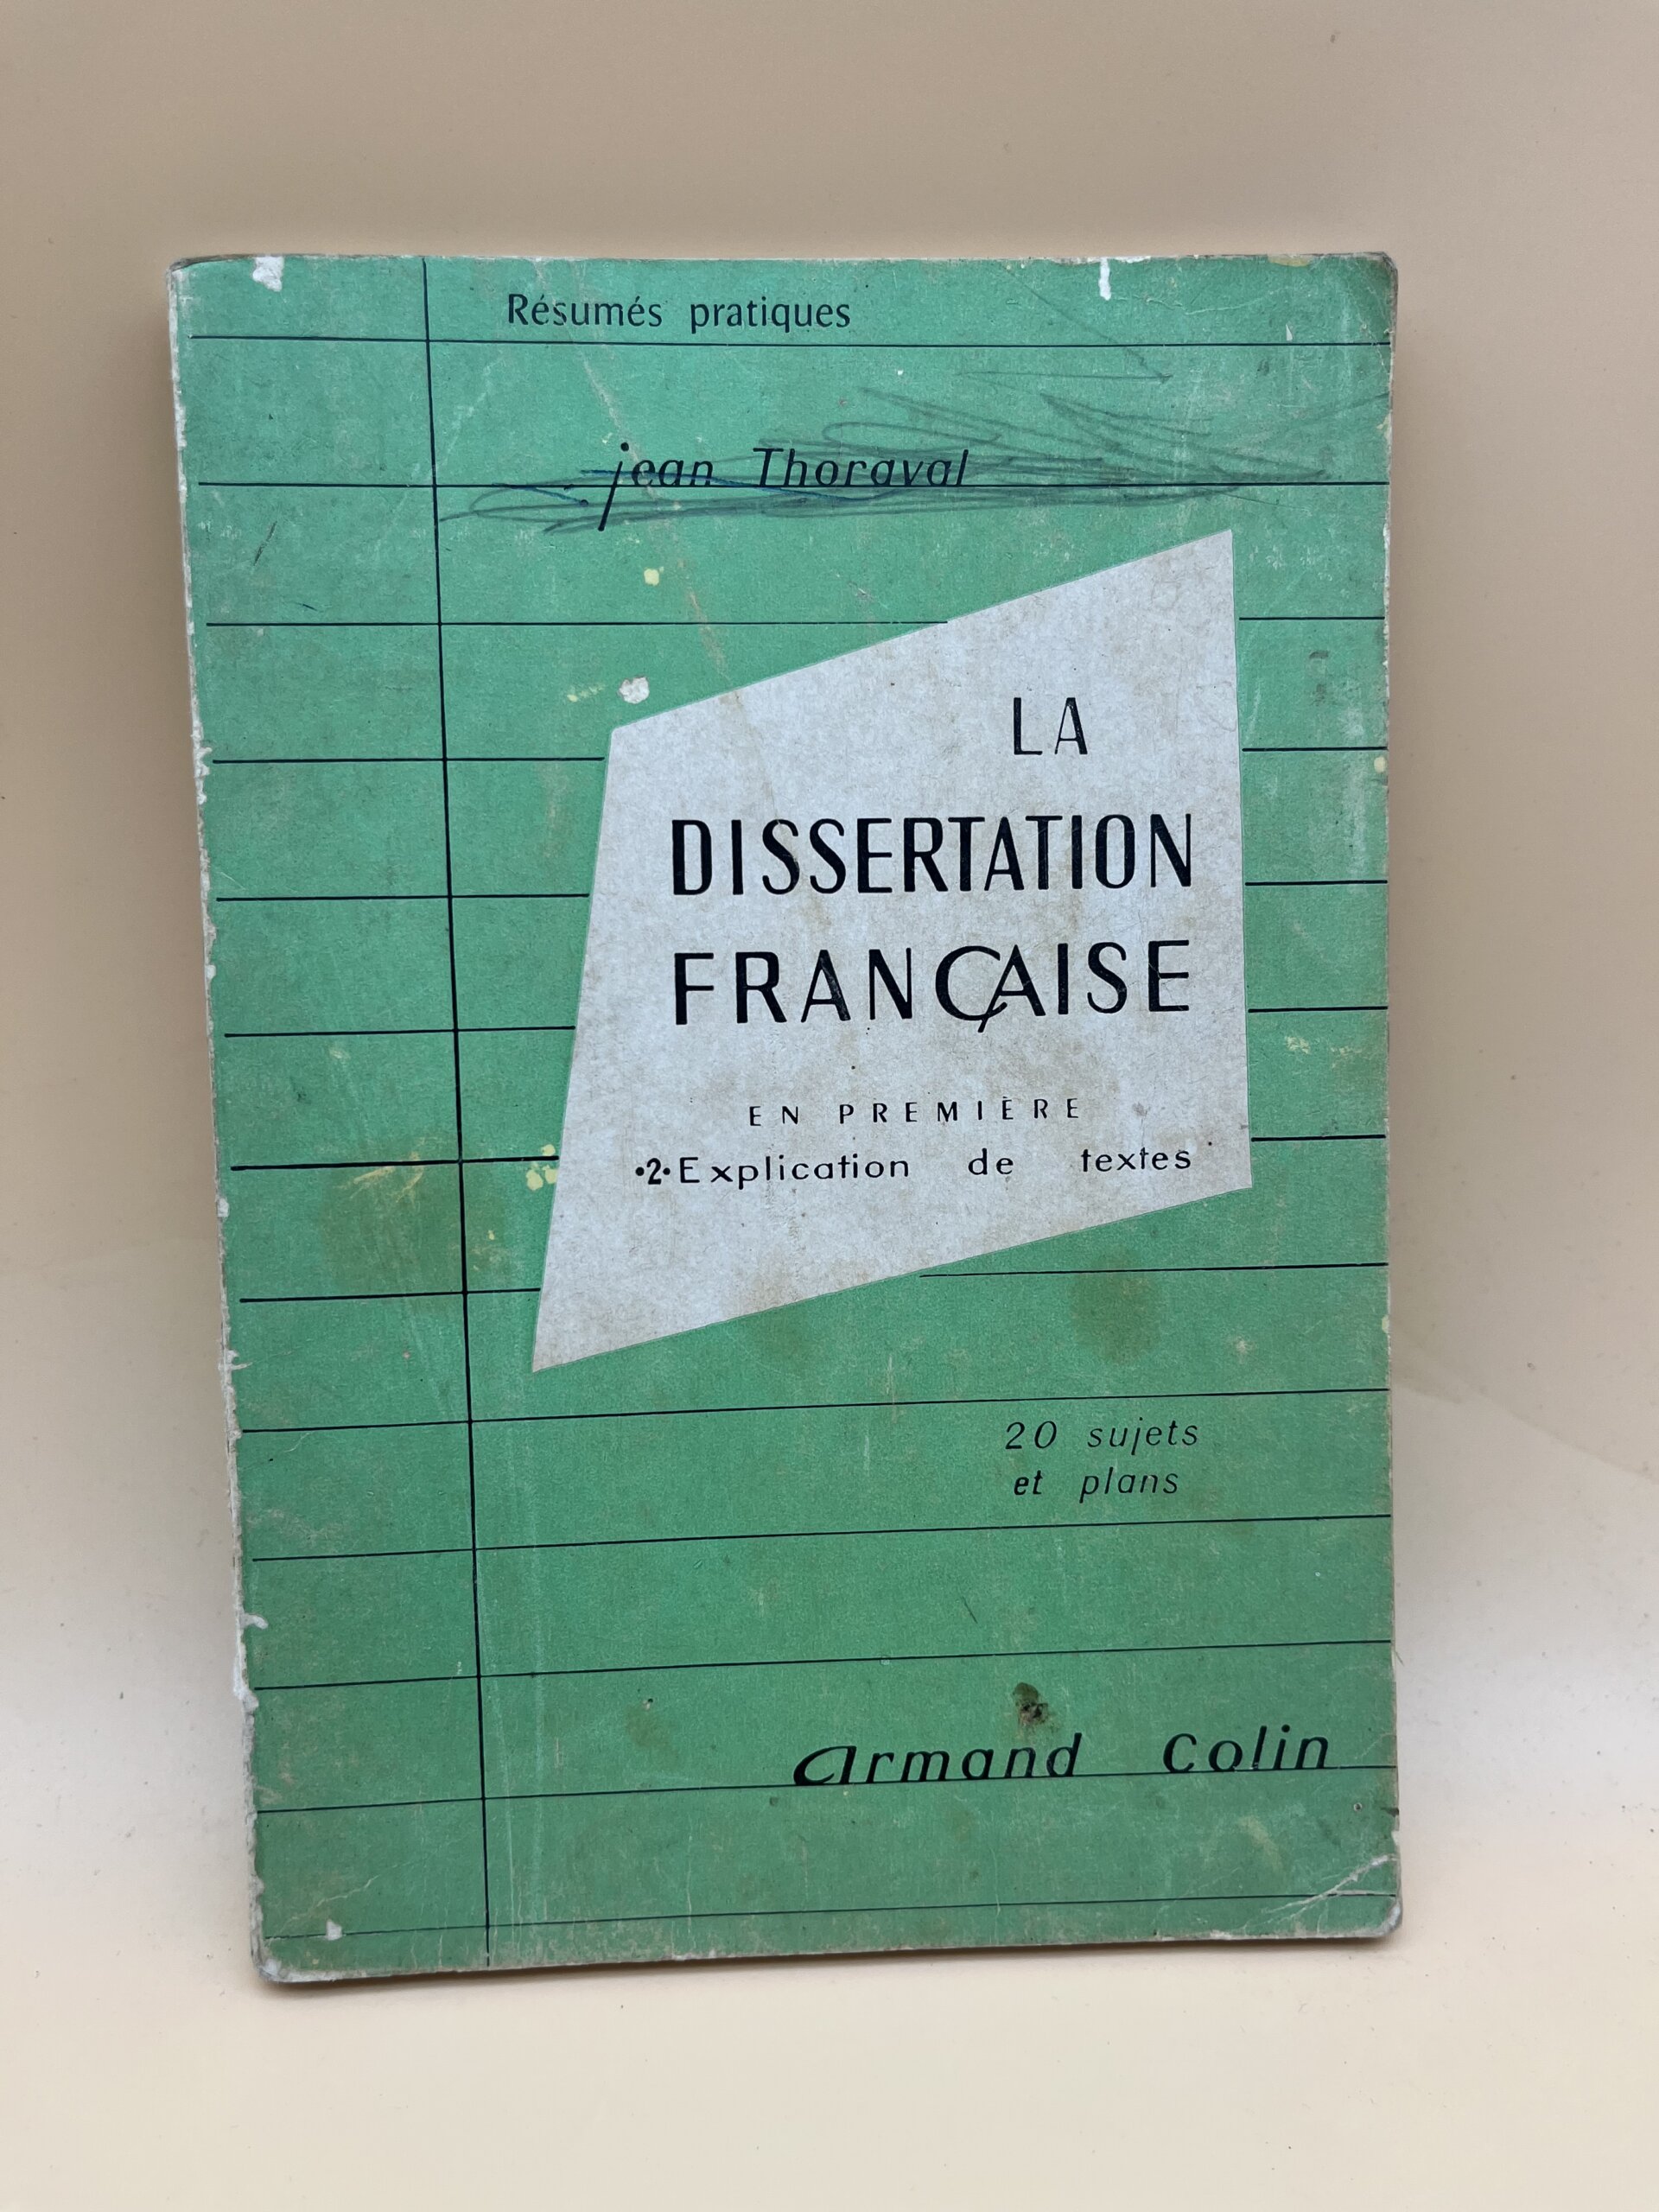 Résumés pratiques
jean Thoraval
LA
DISSERTATION
FRANÇAISE
EN PREMIÈRE
•2•Explication de textes
20 sujets
et plans
armand Colin